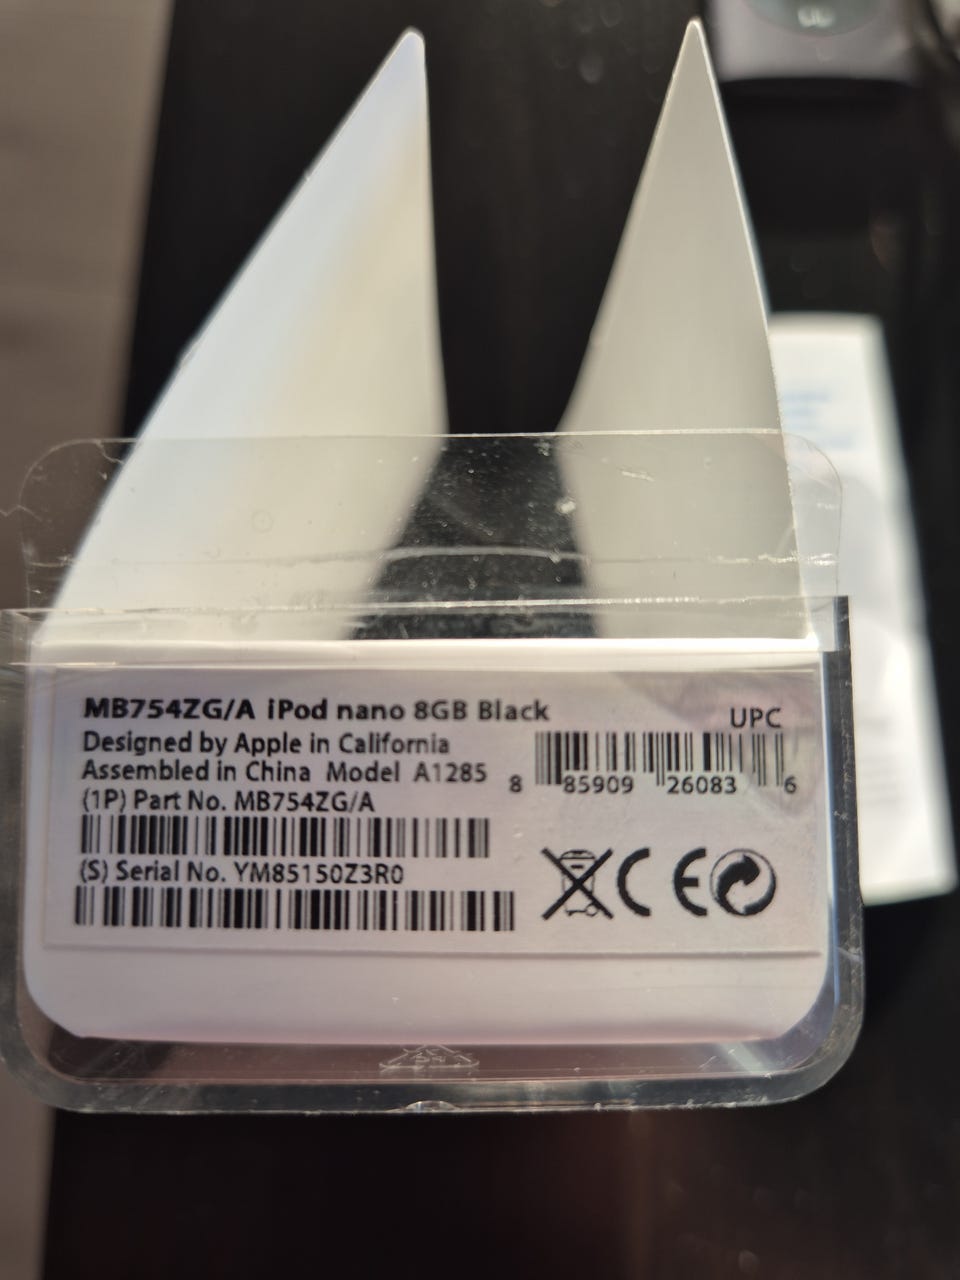 MB754ZG/A iPod nano 8GB Black
Designed by Apple in California
Assembled in China Model A1285
(1P) Part No. MB754ZG/A
(S) Serial No. YM85150Z3R0
UPC
8 85909 26083 6
CE